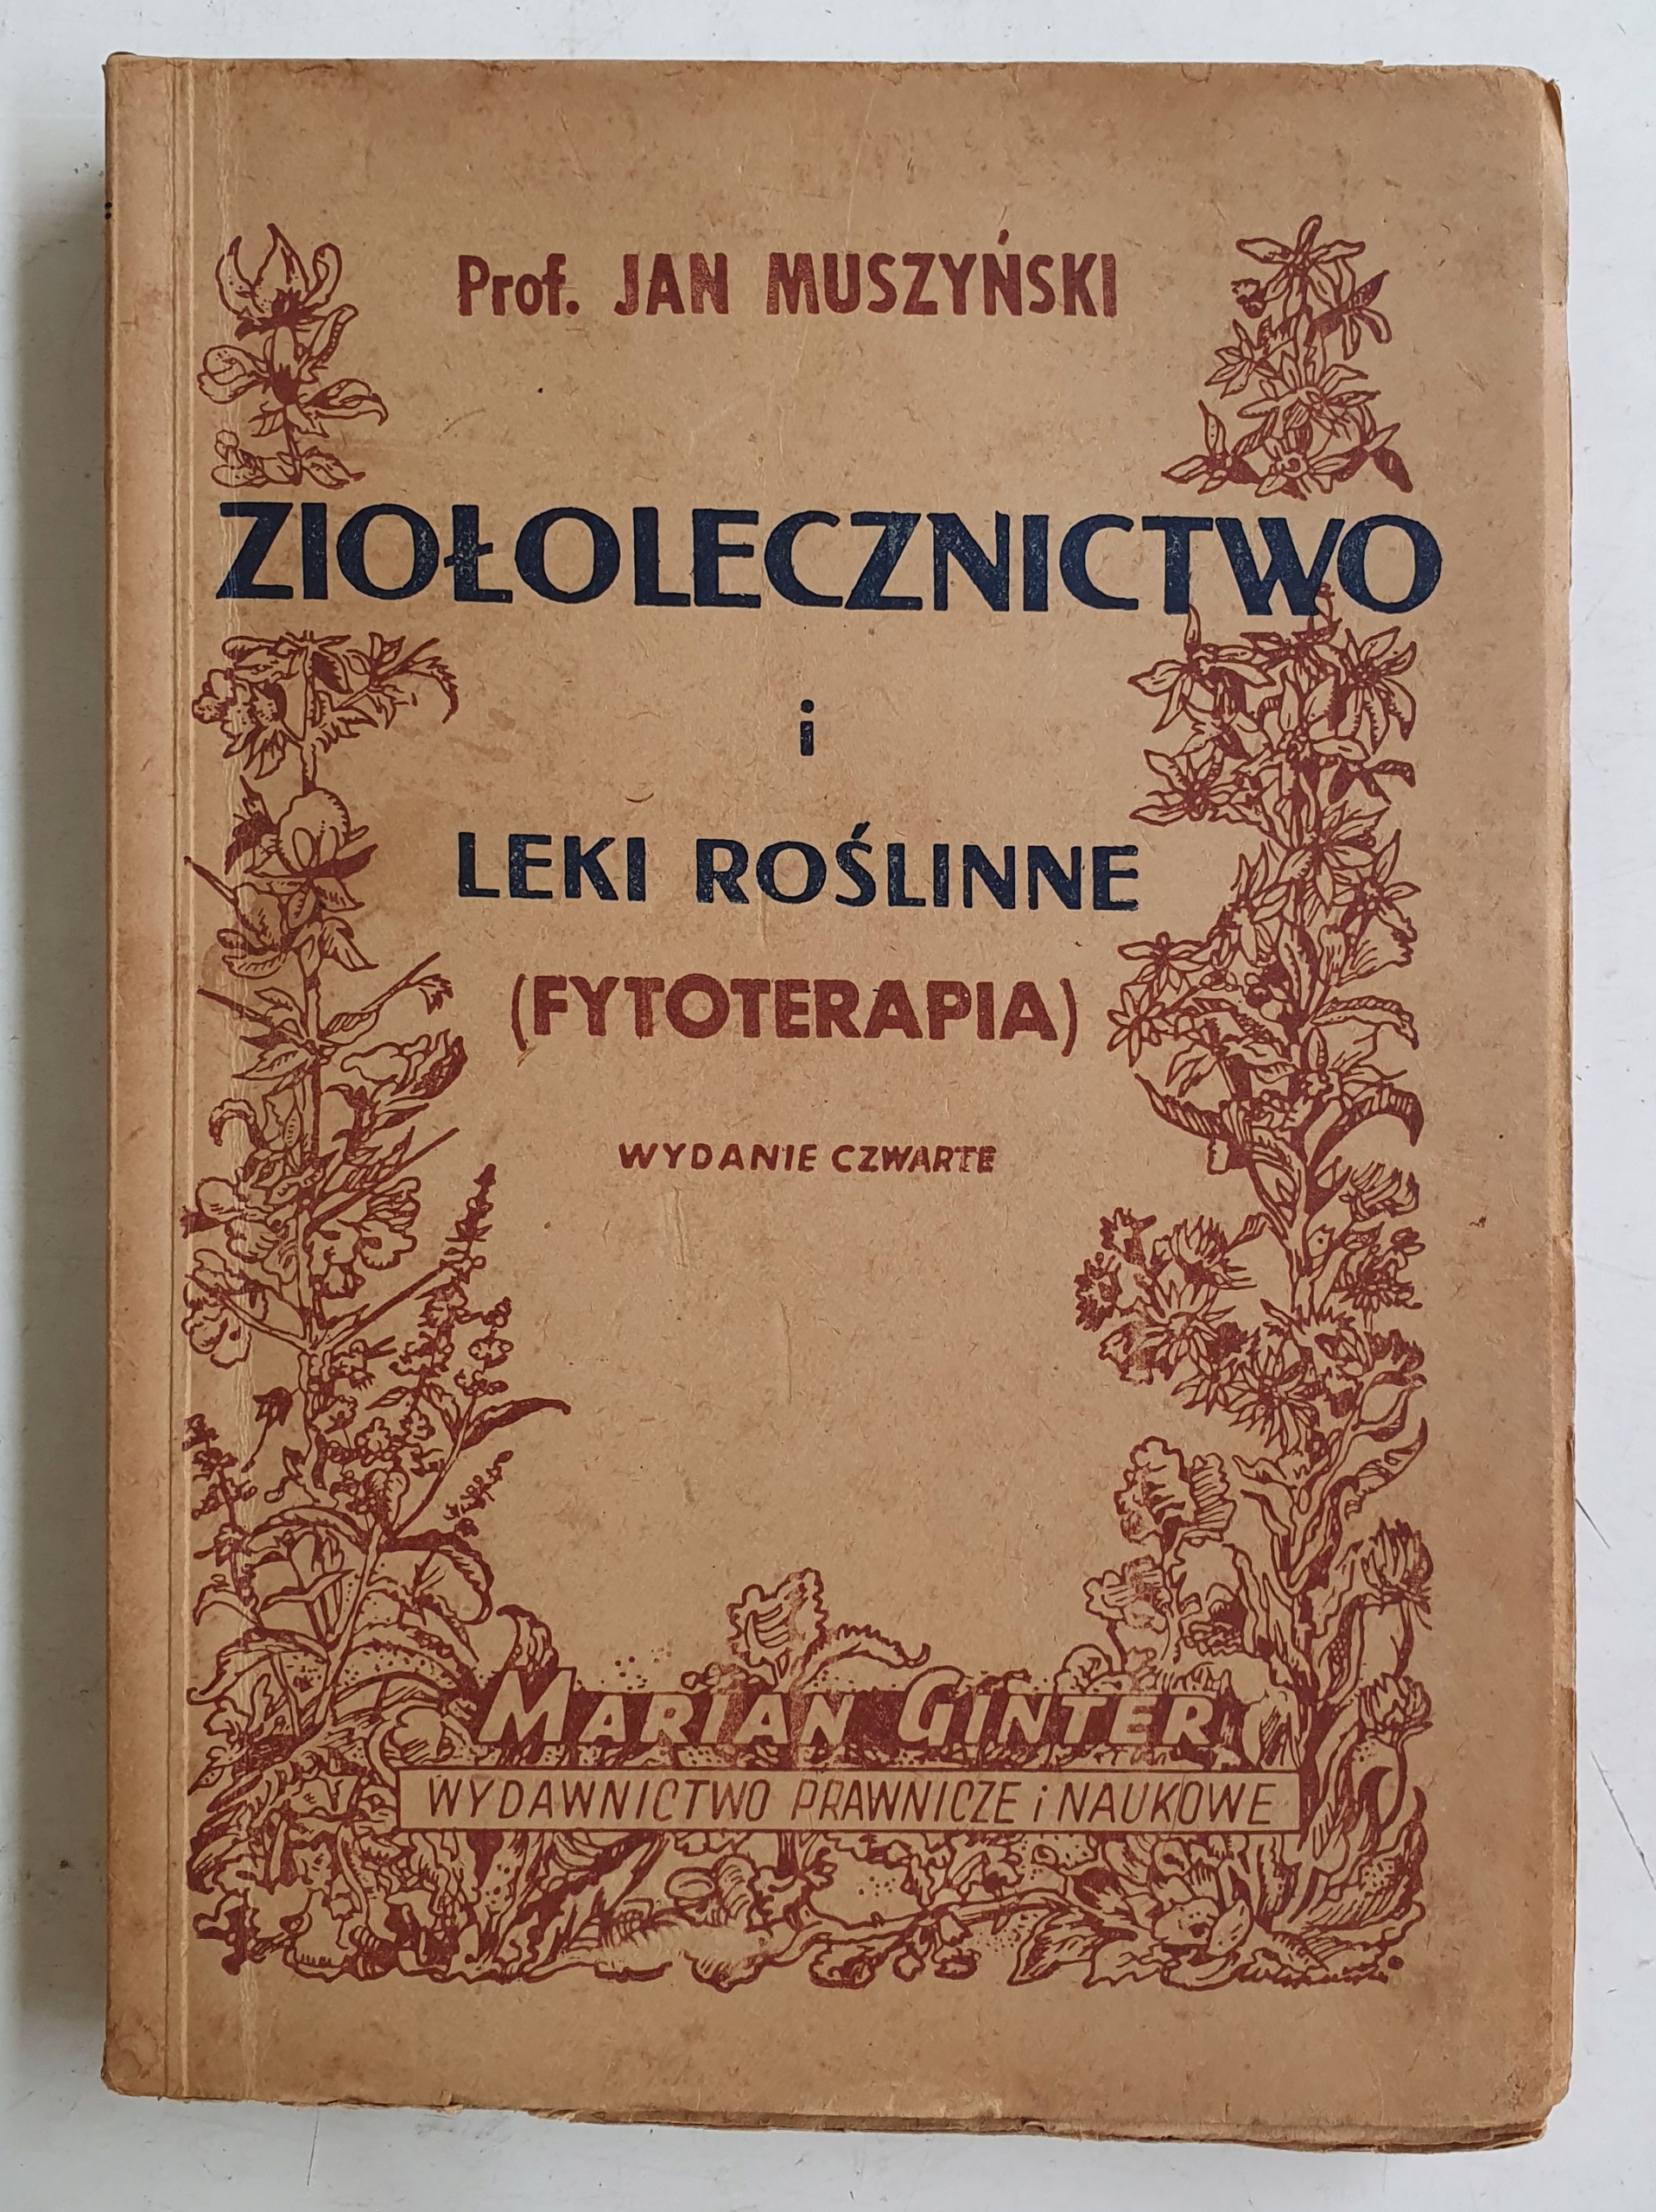 Prof. JAN MUSZYŃSKI
ZIOŁOLECZNICTWO
i
LEKI ROŚLINNE
(FYTOTERAPIA)
WYDANIE CZWARTE
MARIAN GINTER
WYDAWNICTWO PRAWNICZE i NAUKOWE